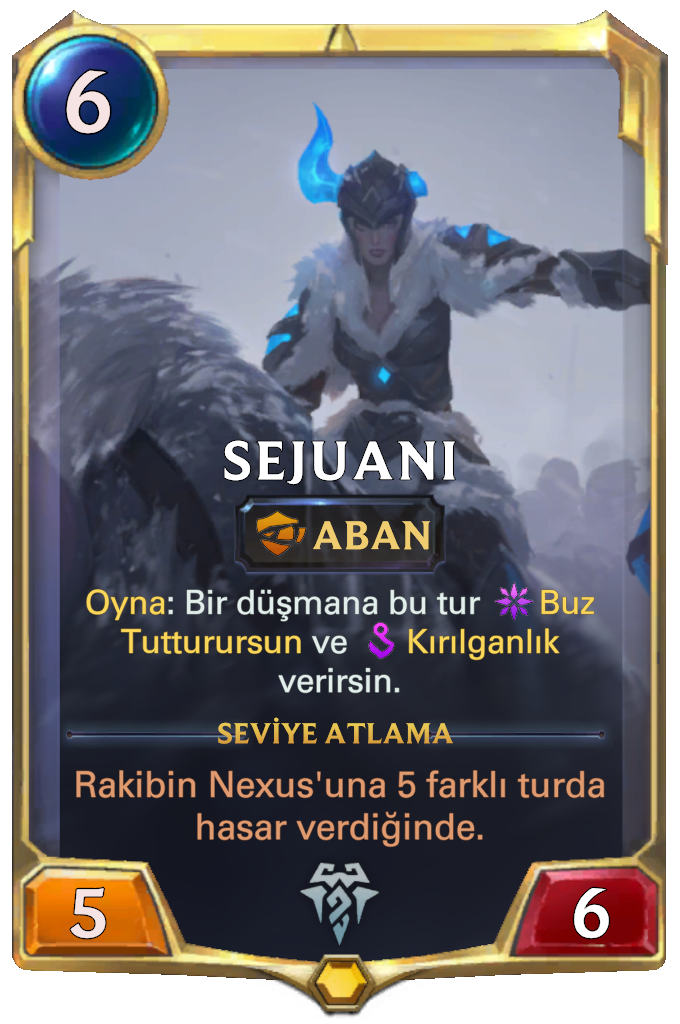 6
SEJUANI
ABAN
Oyna: Bir düşmana bu tur Buz
Tutturursun ve Kırılganlık
verirsin.
SEVİYE ATLAMA
Rakibin Nexus'una 5 farklı turda
hasar verdiğinde.
5
6